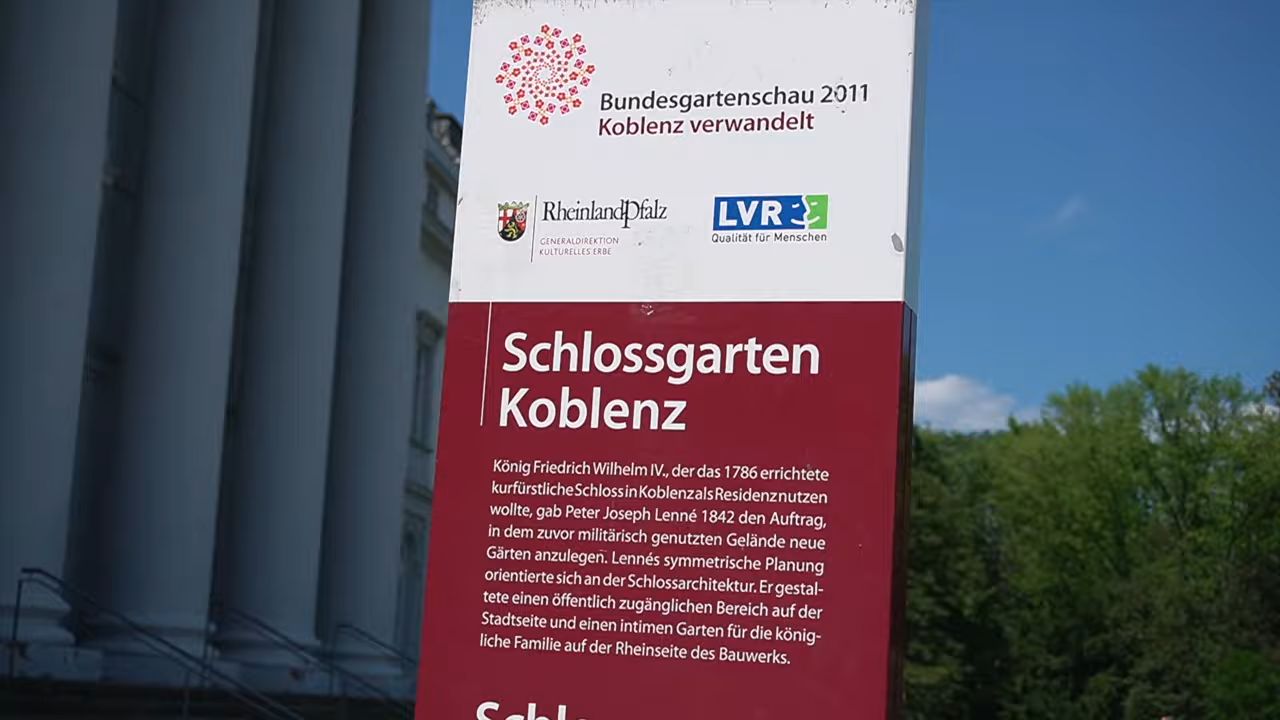 Bundesgartenschau 2011
Koblenz verwandelt
RheinlandPfalz
GENERALDIREKTION
KULTURELLES ERBE
LVR
Qualität für Menschen
Schlossgarten
Koblenz
König Friedrich Wilhelm IV., der das 1786 errichtete
kurfürstliche Schloss in Koblenz als Residenz nutzen
wollte, gab Peter Joseph Lenné 1842 den Auftrag,
in dem zuvor militärisch genutzten Gelände neue
Gärten anzulegen. Lennés symmetrische Planung
orientierte sich an der Schlossarchitektur. Er gestal-
tete einen öffentlich zugänglichen Bereich auf der
Stadtseite und einen intimen Garten für die könig-
liche Familie auf der Rheinseite des Bauwerks.